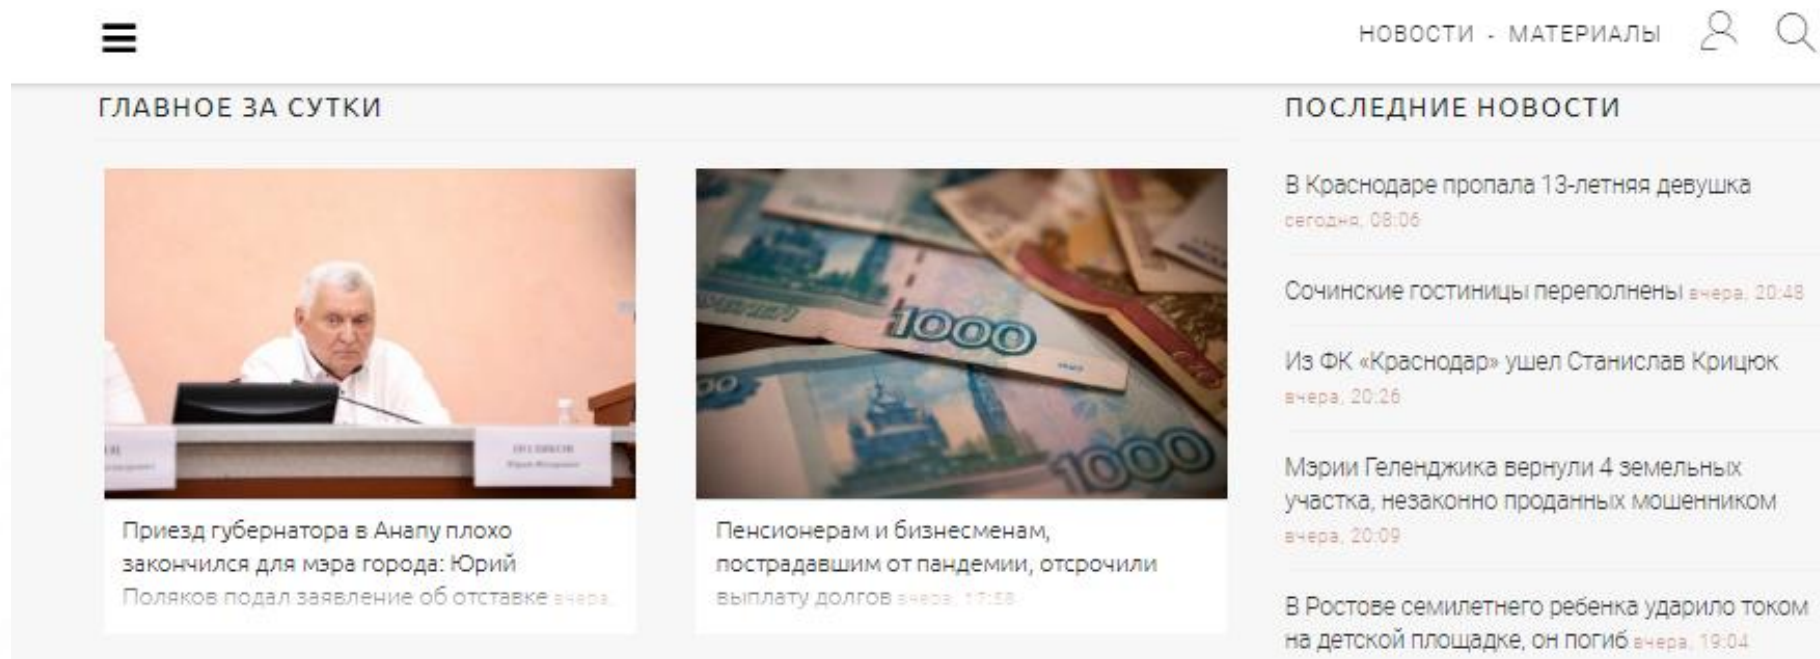 НОВОСТИ - МАТЕРИАЛЫ
ГЛАВНОЕ ЗА СУТКИ
1000
1000
ПОЛЯКОВ
Приезд губернатора в Анапу плохо
закончился для мэра города: Юрий
Поляков подал заявление об отставке вчера,
Пенсионерам и бизнесменам,
пострадавшим от пандемии, отсрочили
выплату долгов вчера, 17:58
ПОСЛЕДНИЕ НОВОСТИ
В Краснодаре пропала 13-летняя девушка
сегодня, 08:06
Сочинские гостиницы переполнены вчера, 20:48
Из ФК «Краснодар» ушел Станислав Крицюк
вчера, 20:26
Мэрии Геленджика вернули 4 земельных
участка, незаконно проданных мошенником
вчера, 20:09
В Ростове семилетнего ребенка ударило током
на детской площадке, он погиб вчера, 19:04